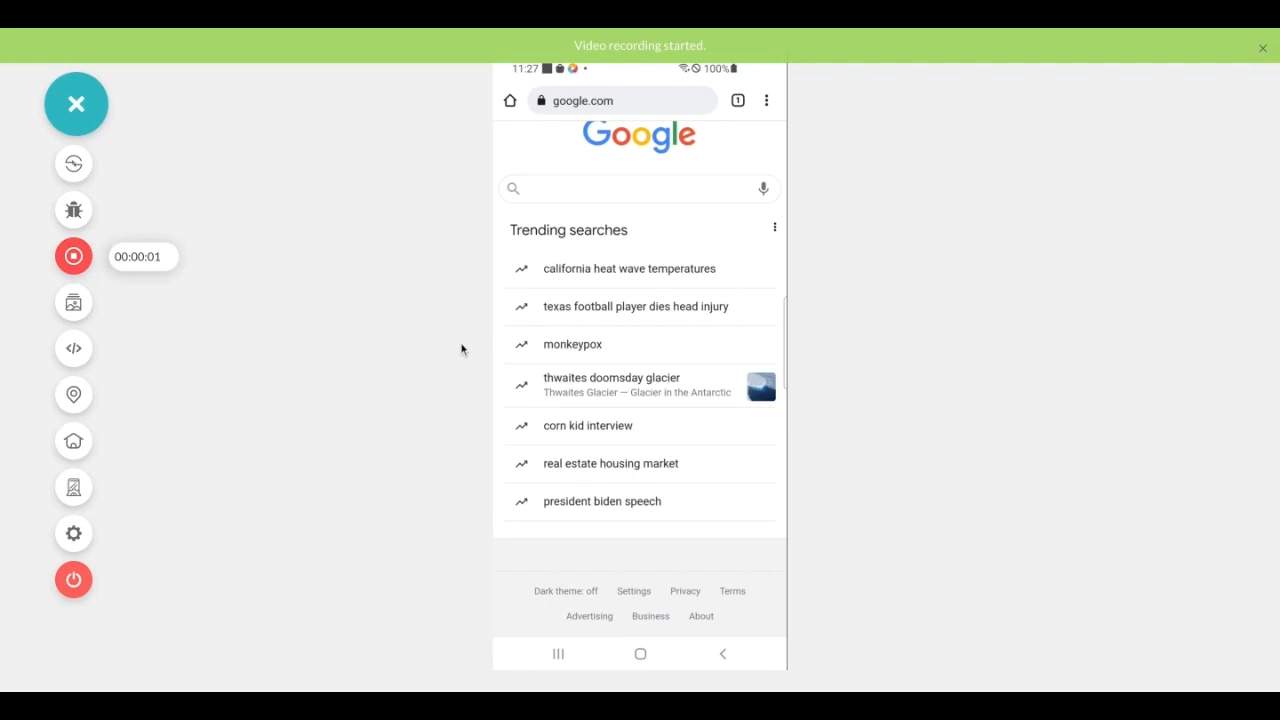 Video recording started.
11:27
100%
google.com
1
Google
Trending searches
00:00:01
california heat wave temperatures
texas football player dies head injury
monkeypox
thwaites doomsday glacier
Thwaites Glacier — Glacier in the Antarctic
corn kid interview
real estate housing market
president biden speech
Dark theme: off Settings Privacy Terms
Advertising Business About